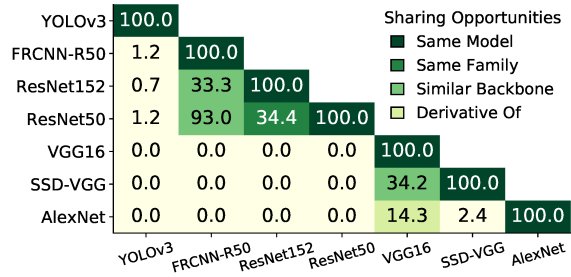 YOLOv3 100.0
FRCNN-R50 1.2 100.0
ResNet152 0.7 33.3 100.0
ResNet50 1.2 93.0 34.4 100.0
VGG16 0.0 0.0 0.0 0.0 100.0
SSD-VGG 0.0 0.0 0.0 0.0 34.2 100.0
AlexNet 0.0 0.0 0.0 0.0 14.3 2.4 100.0
YOLOv3 FRCNN-R50 ResNet152 ResNet50 VGG16 SSD-VGG AlexNet
Sharing Opportunities
Same Model
Same Family
Similar Backbone
Derivative Of